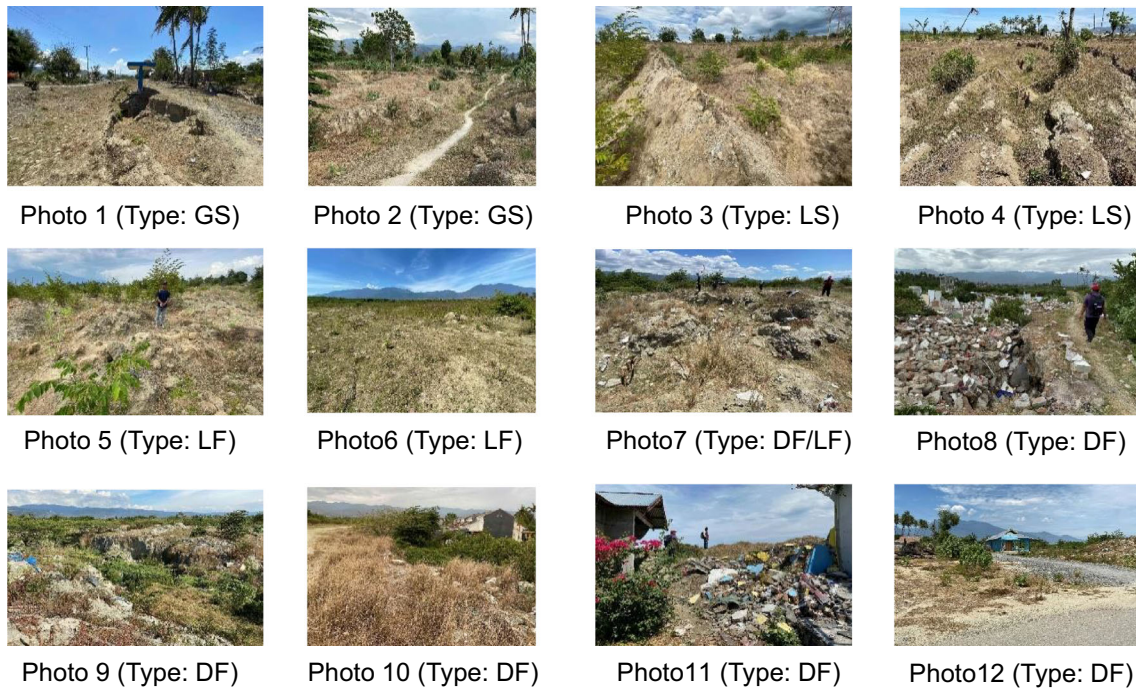 Photo 1 (Type: GS)
Photo 2 (Type: GS)
Photo 3 (Type: LS)
Photo 4 (Type: LS)
Photo 5 (Type: LF)
Photo6 (Type: LF)
Photo7 (Type: DF/LF)
Photo8 (Type: DF)
Photo 9 (Type: DF)
Photo 10 (Type: DF)
Photo11 (Type: DF)
Photo12 (Type: DF)